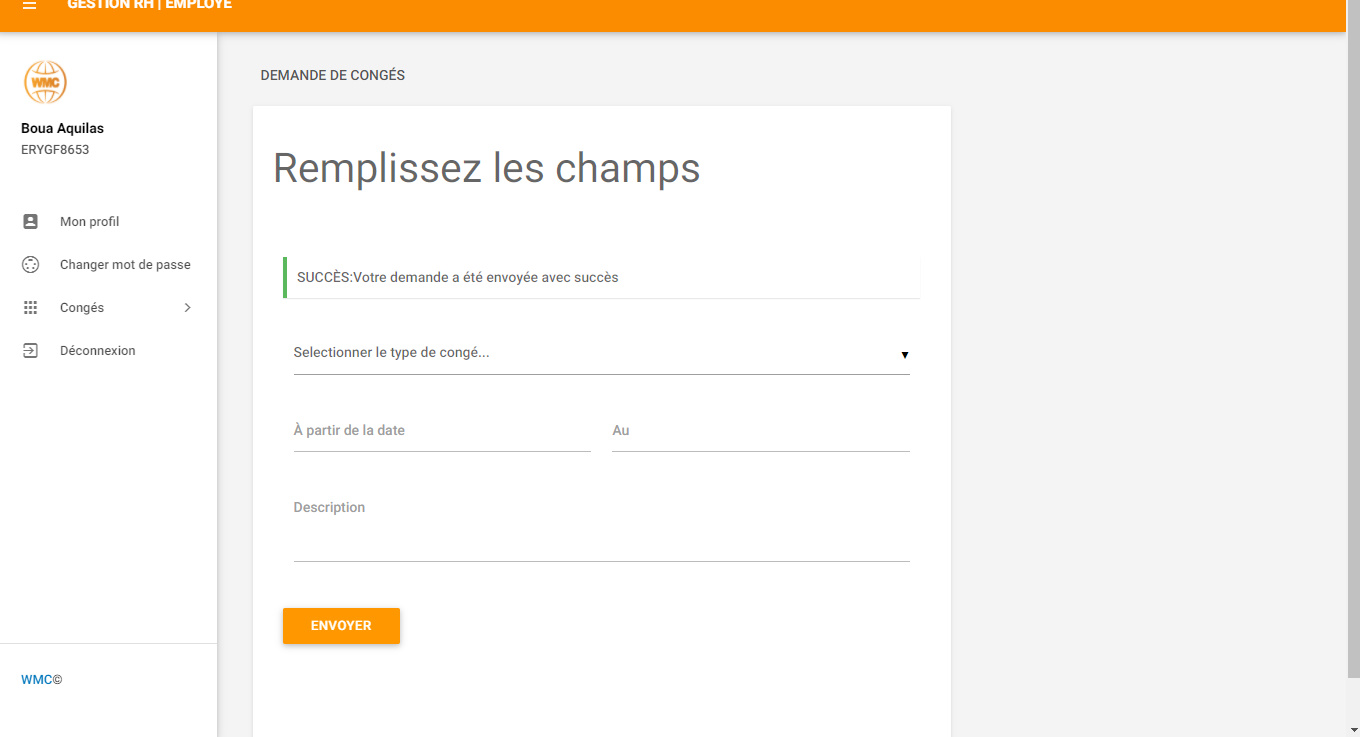 GESTION RH | EMPLOYE
WMC
Boua Aquilas
ERYGF8653
Mon profil
Changer mot de passe
Congés
Déconnexion
WMC©
DEMANDE DE CONGÉS
Remplissez les champs
SUCCÈS:Votre demande a été envoyée avec succès
Selectionner le type de congé...
À partir de la date
Au
Description
ENVOYER